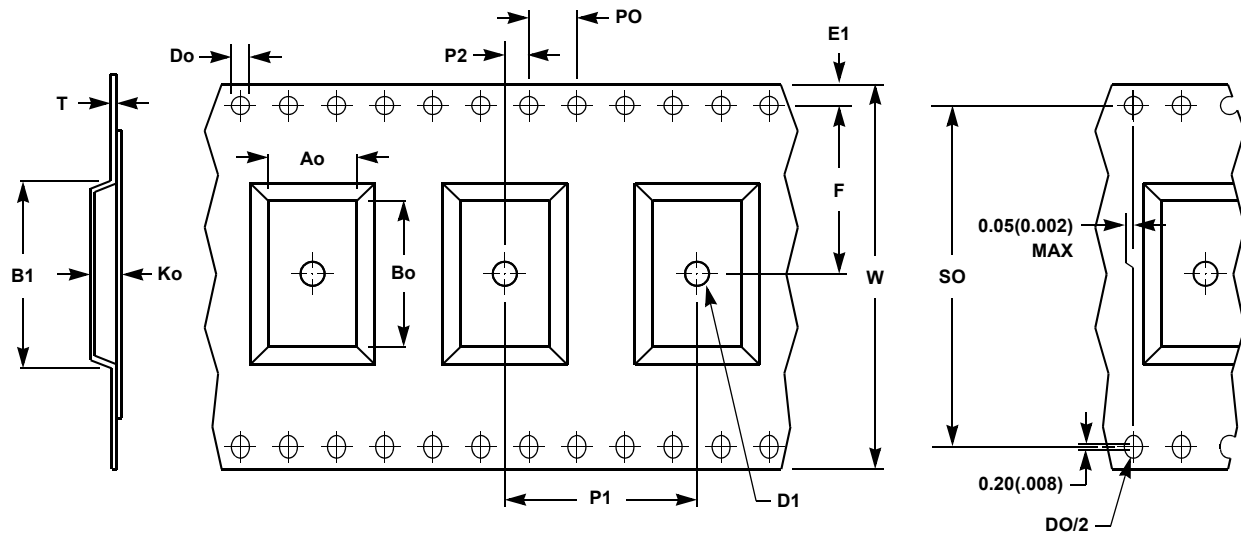 PO
E1
Do
P2
T
Ao
F
0.05(0.002)
MAX
B1
Ko
Bo
W
SO
P1
D1
0.20(.008)
DO/2